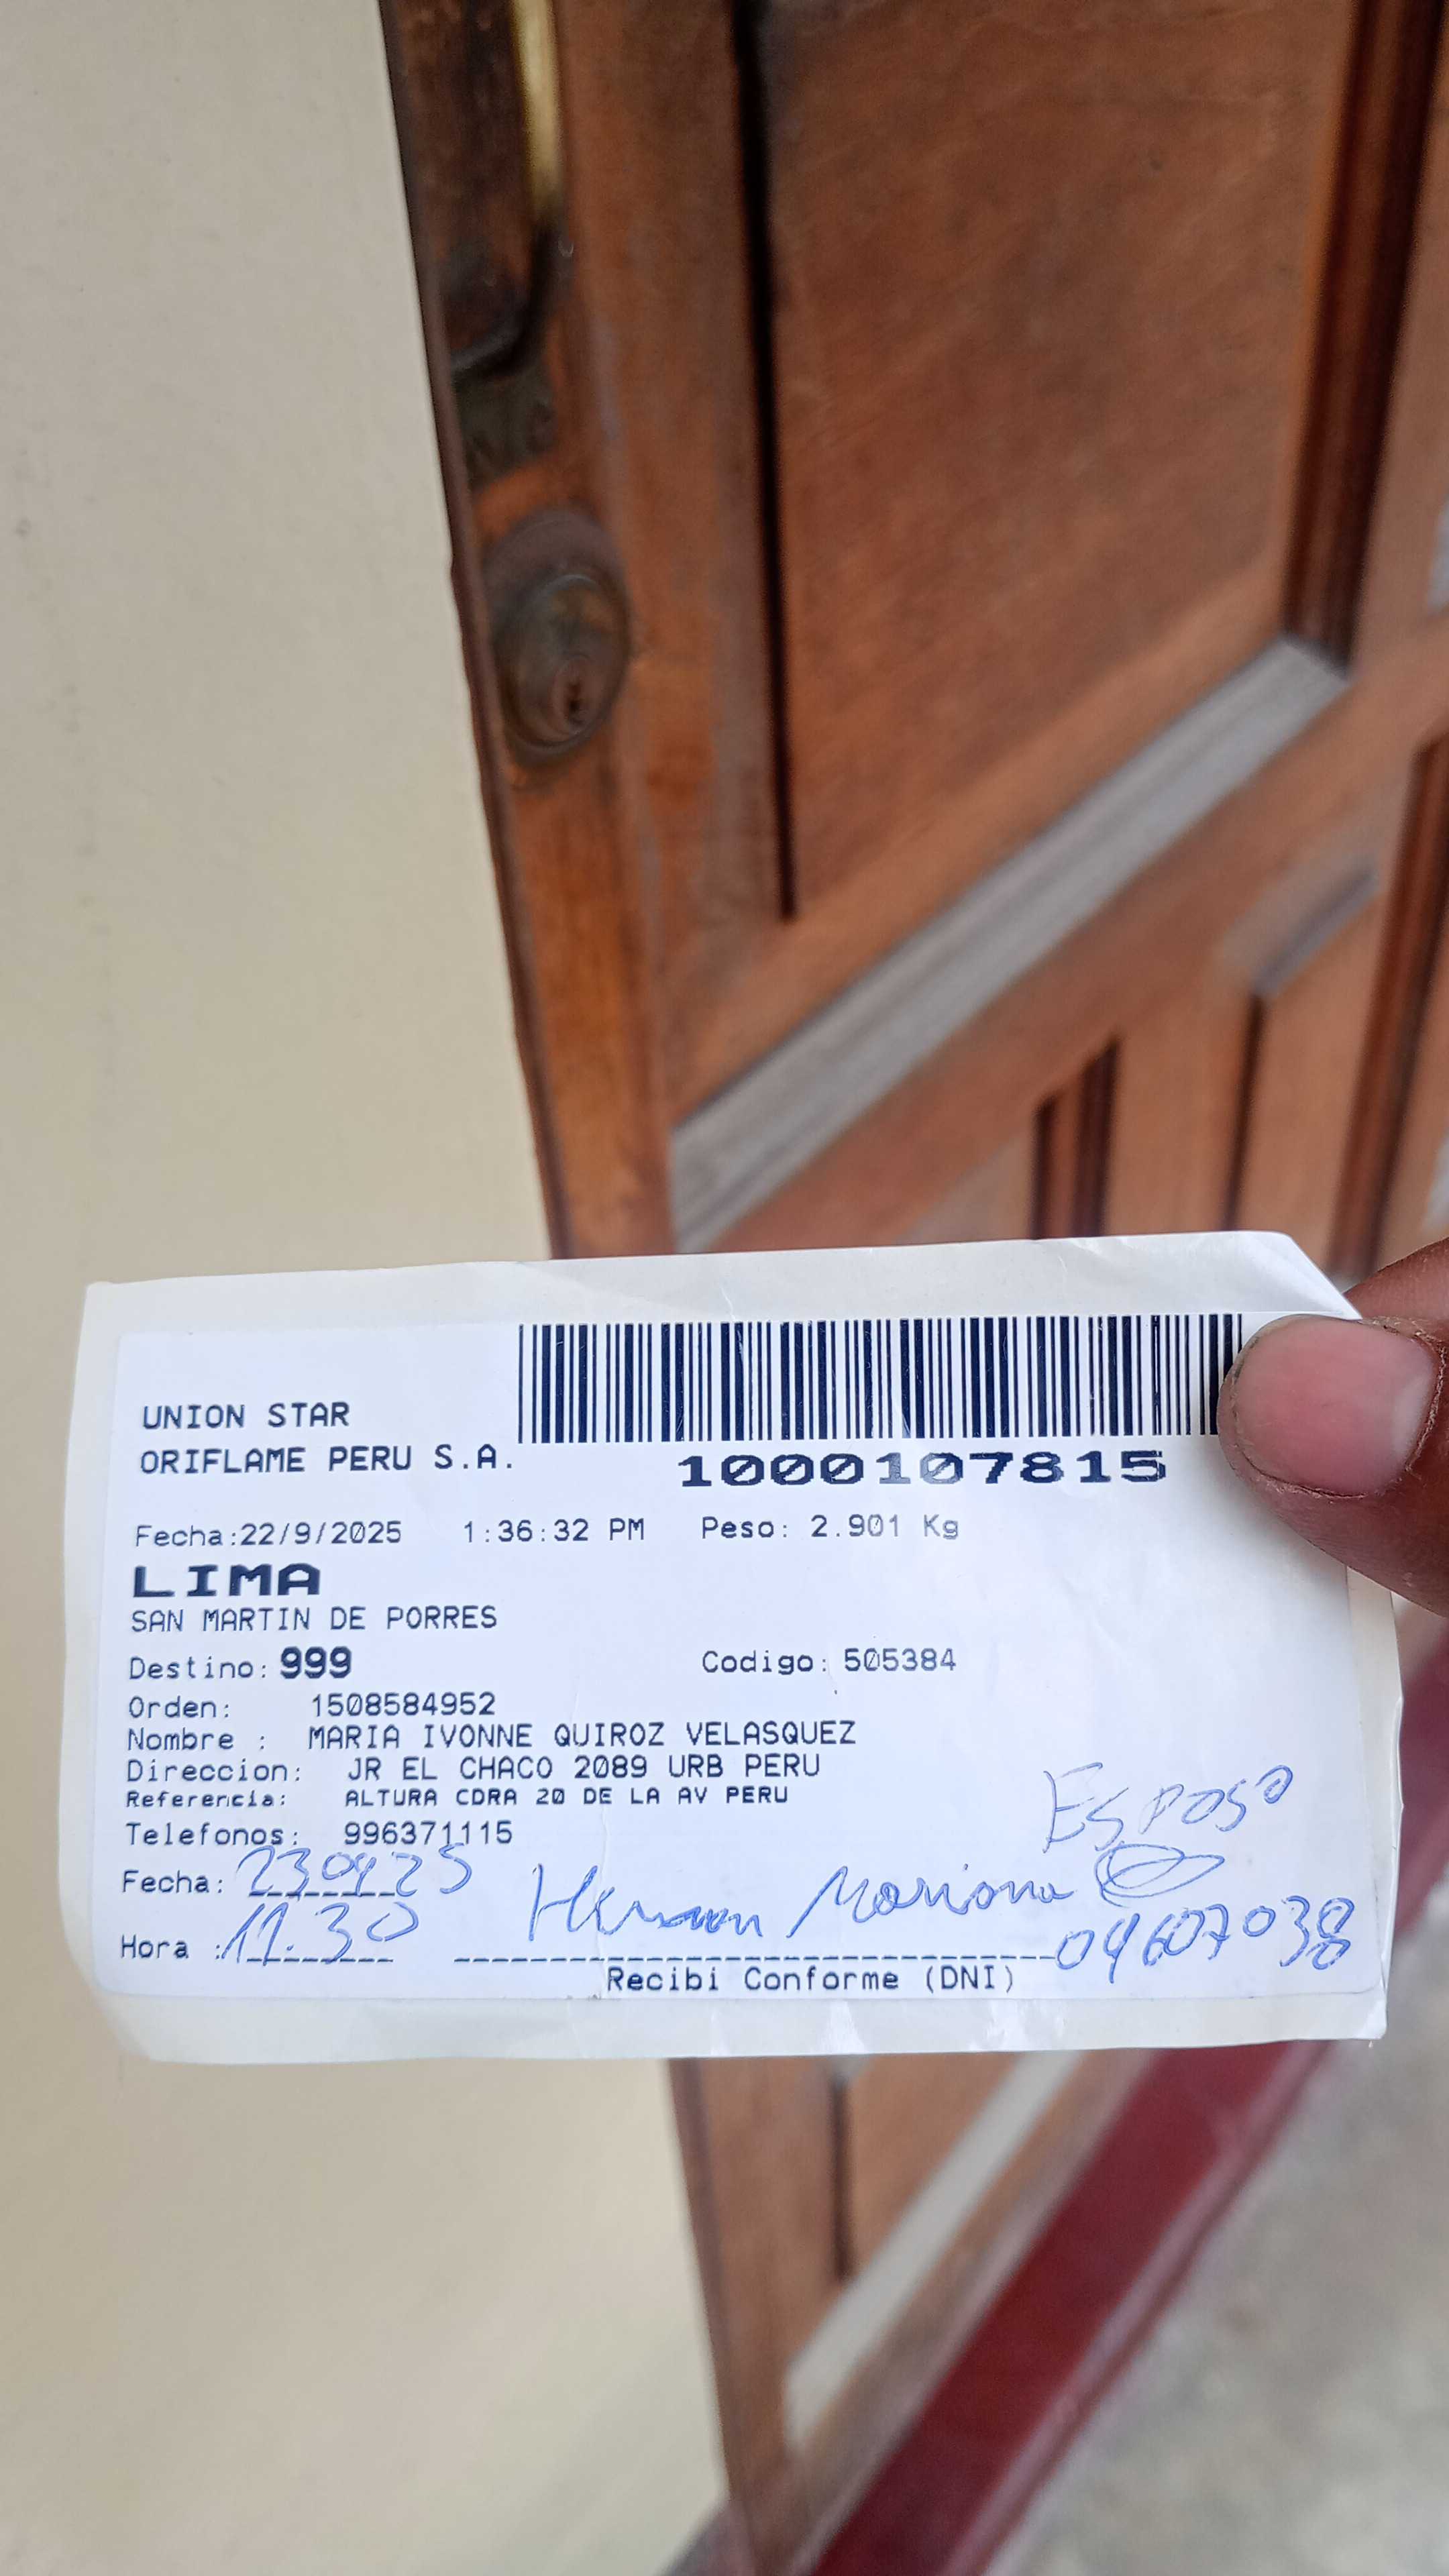 UNION STAR
ORIFLAME PERU S.A.
1000107815
Fecha:22/9/2025 1:36:32 PM Peso: 2.901 Kg
LIMA
SAN MARTIN DE PORRES
Destino: 999 Codigo: 505384
Orden: 1508584952
Nombre : MARIA IVONNE QUIROZ VELASQUEZ
Direccion: JR EL CHACO 2089 URB PERU
Referencia: ALTURA CDRA 20 DE LA AV PERU
Telefonos: 996371115
Esposo
Fecha: 230925
Hora : 11:30
04607038
Recibi Conforme (DNI)